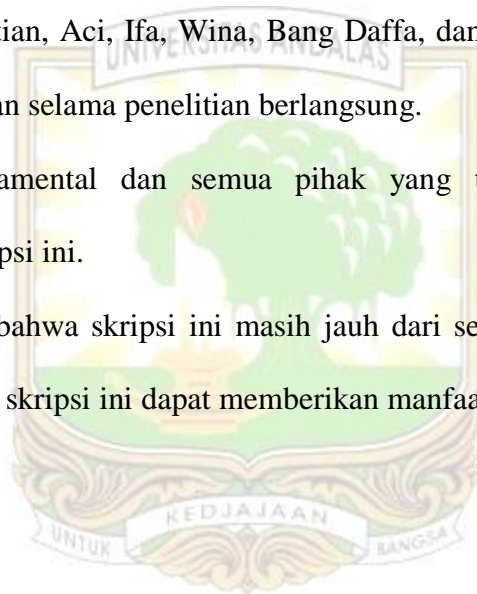 tian, Aci, Ifa, Wina, Bang Daffa, dan
UNIVERSITAS ANDALAS
an selama penelitian berlangsung.
amental dan semua pihak yang t
psi ini.
bahwa skripsi ini masih jauh dari se
skripsi ini dapat memberikan manfaa
KEDJAJAAN
UNTUK BANGSA